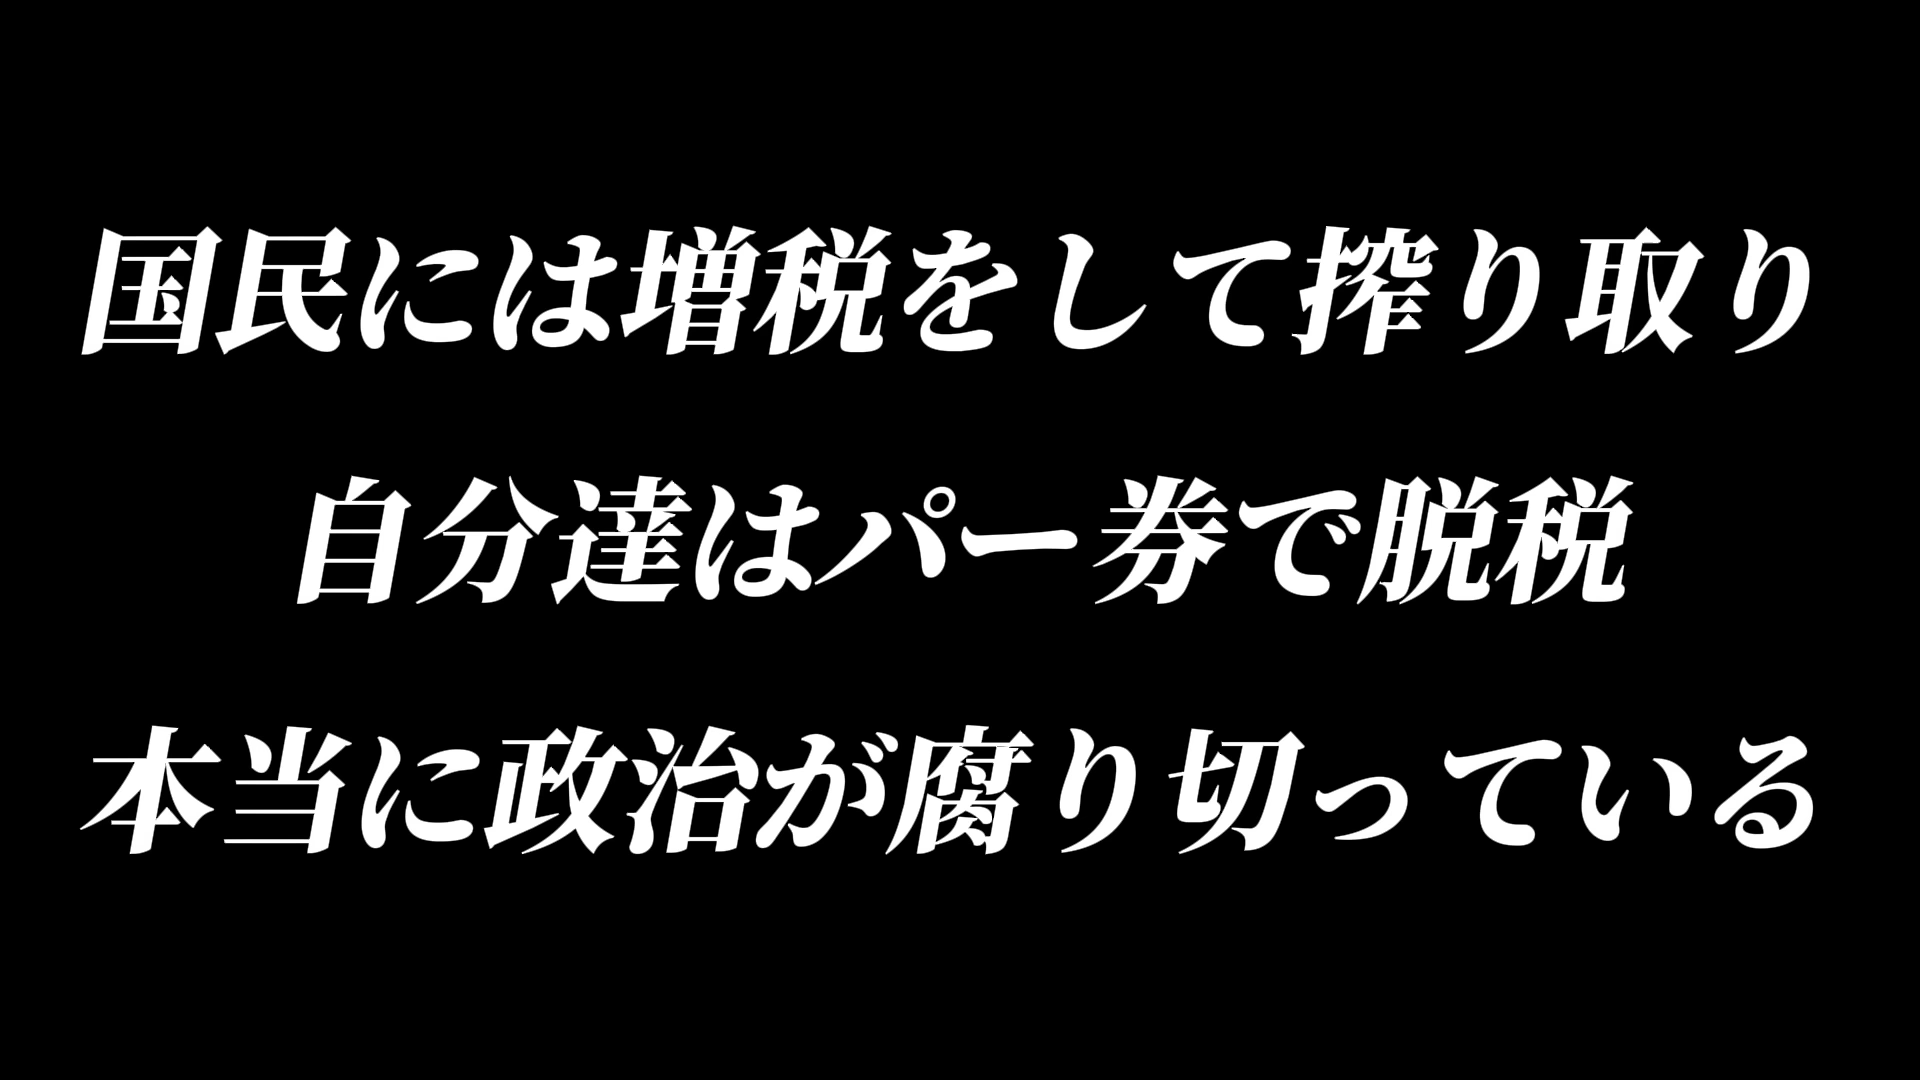 国民には増税をして搾り取り
自分達はパー券で脱税
本当に政治が腐り切っている